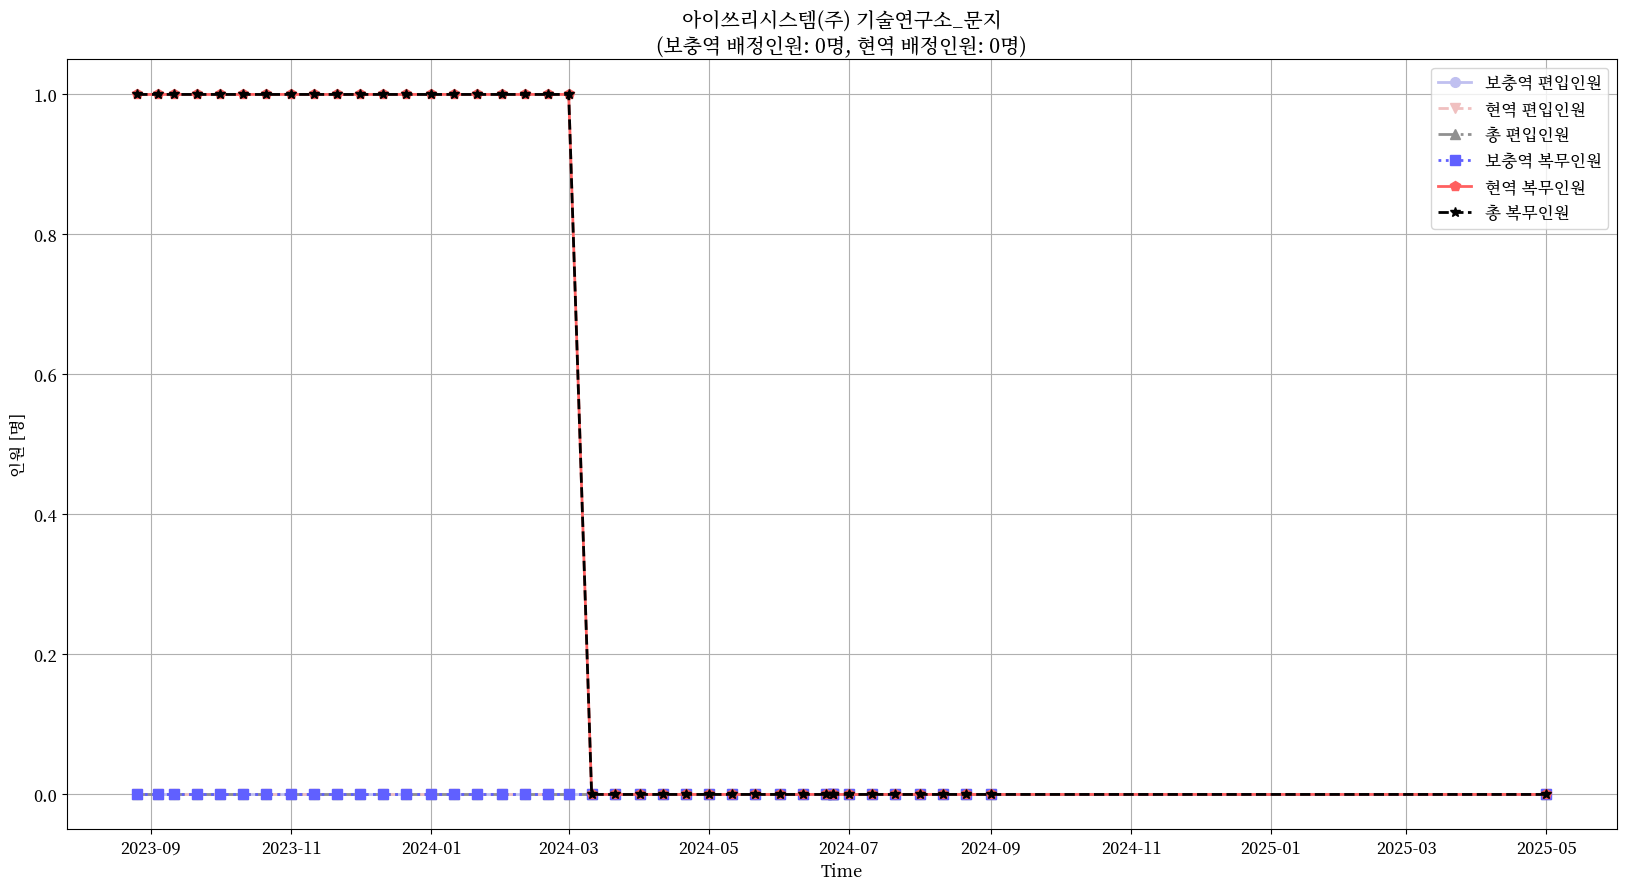 아이쓰리시스템(주) 기술연구소_문지
(보충역 배정인원: 0명, 현역 배정인원: 0명)
보충역 편입인원
현역 편입인원
총 편입인원
보충역 복무인원
현역 복무인원
총 복무인원
인원 [명]
1.0
0.8
0.6
0.4
0.2
0.0
2023-09 2023-11 2024-01 2024-03 2024-05 2024-07 2024-09 2024-11 2025-01 2025-03 2025-05
Time